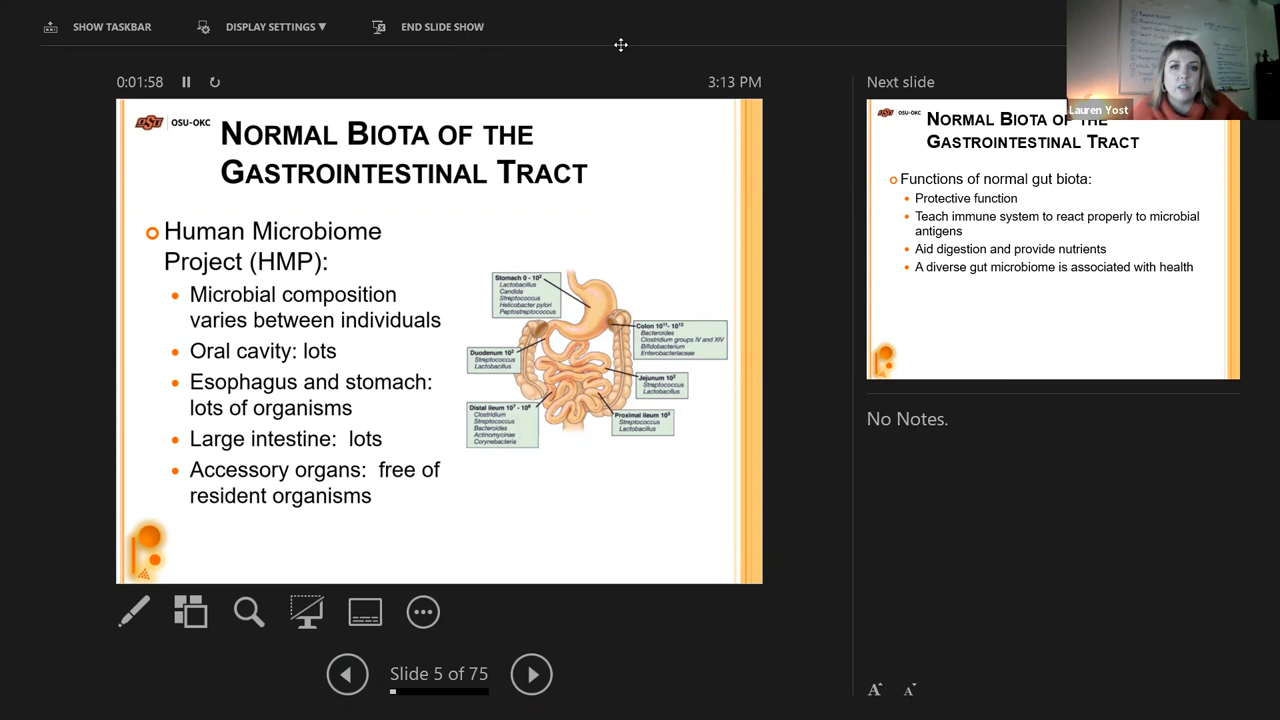 SHOW TASKBAR
DISPLAY SETTINGS ▼
END SLIDE SHOW
0:01:58
3:13 PM
OSU-OKC
NORMAL BIOTA OF THE
GASTROINTESTINAL TRACT
Human Microbiome
Project (HMP):
Microbial composition
varies between individuals
Oral cavity: lots
Esophagus and stomach:
lots of organisms
Large intestine: lots
Accessory organs: free of
resident organisms
Lactobacillus
Candida
Streptococcus
Helicobacter pylori
Peptostreptococcus
Colon 10¹¹- 10¹²
Bacteroides
Clostridium groups IV and XIV
Bifidobacterium
Enterobacteriaceae
Duodenum 10²
Streptococcus
Lactobacillus
Jejunum 10²
Streptococcus
Lactobacillus
Distal ileum
Clostridium
Streptococcus
Bacteroides
Actinomycinae
Corynebacteria
Proximal ileum 10³
Streptococcus
Lactobacillus
Slide 5 of 75
Next slide
Lauren Yost
OSU-OKC
NORMAL BIOTA OF THE
GASTROINTESTINAL TRACT
Functions of normal gut biota:
Protective function
Teach immune system to react properly to microbial
antigens
Aid digestion and provide nutrients
A diverse gut microbiome is associated with health
No Notes.
A A